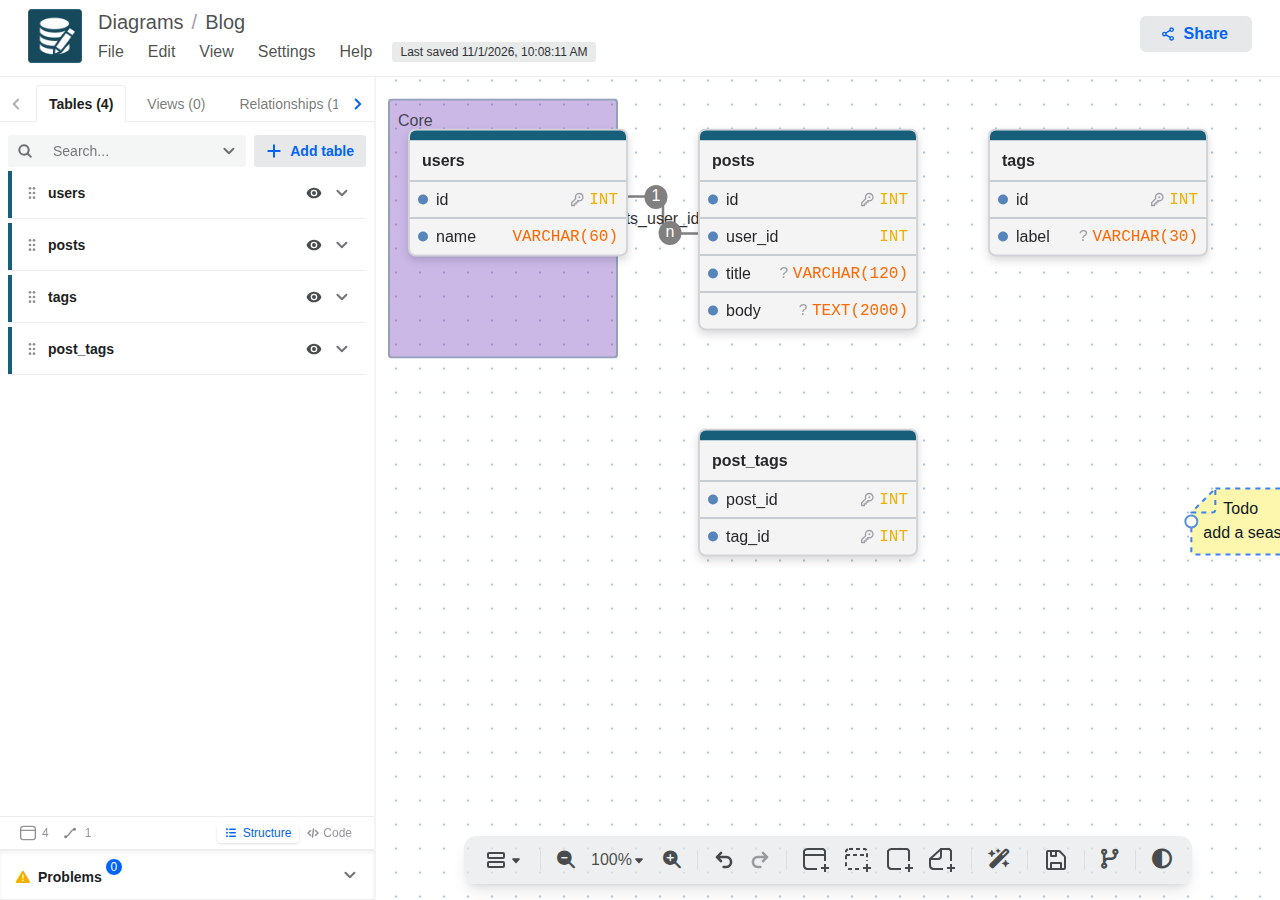 Diagrams / Blog
File Edit View Settings Help Last saved 11/1/2026, 10:08:11 AM
Share
Tables (4) Views (0) Relationships (1
Search... Add table
users
posts
tags
post_tags
4 1 Structure Code
Problems 0
Core
users
id INT
name VARCHAR(60)
1
ts_user_id
n
posts
id INT
user_id INT
title ? VARCHAR(120)
body ? TEXT(2000)
tags
id INT
label ? VARCHAR(30)
post_tags
post_id INT
tag_id INT
Todo
add a seas
100%